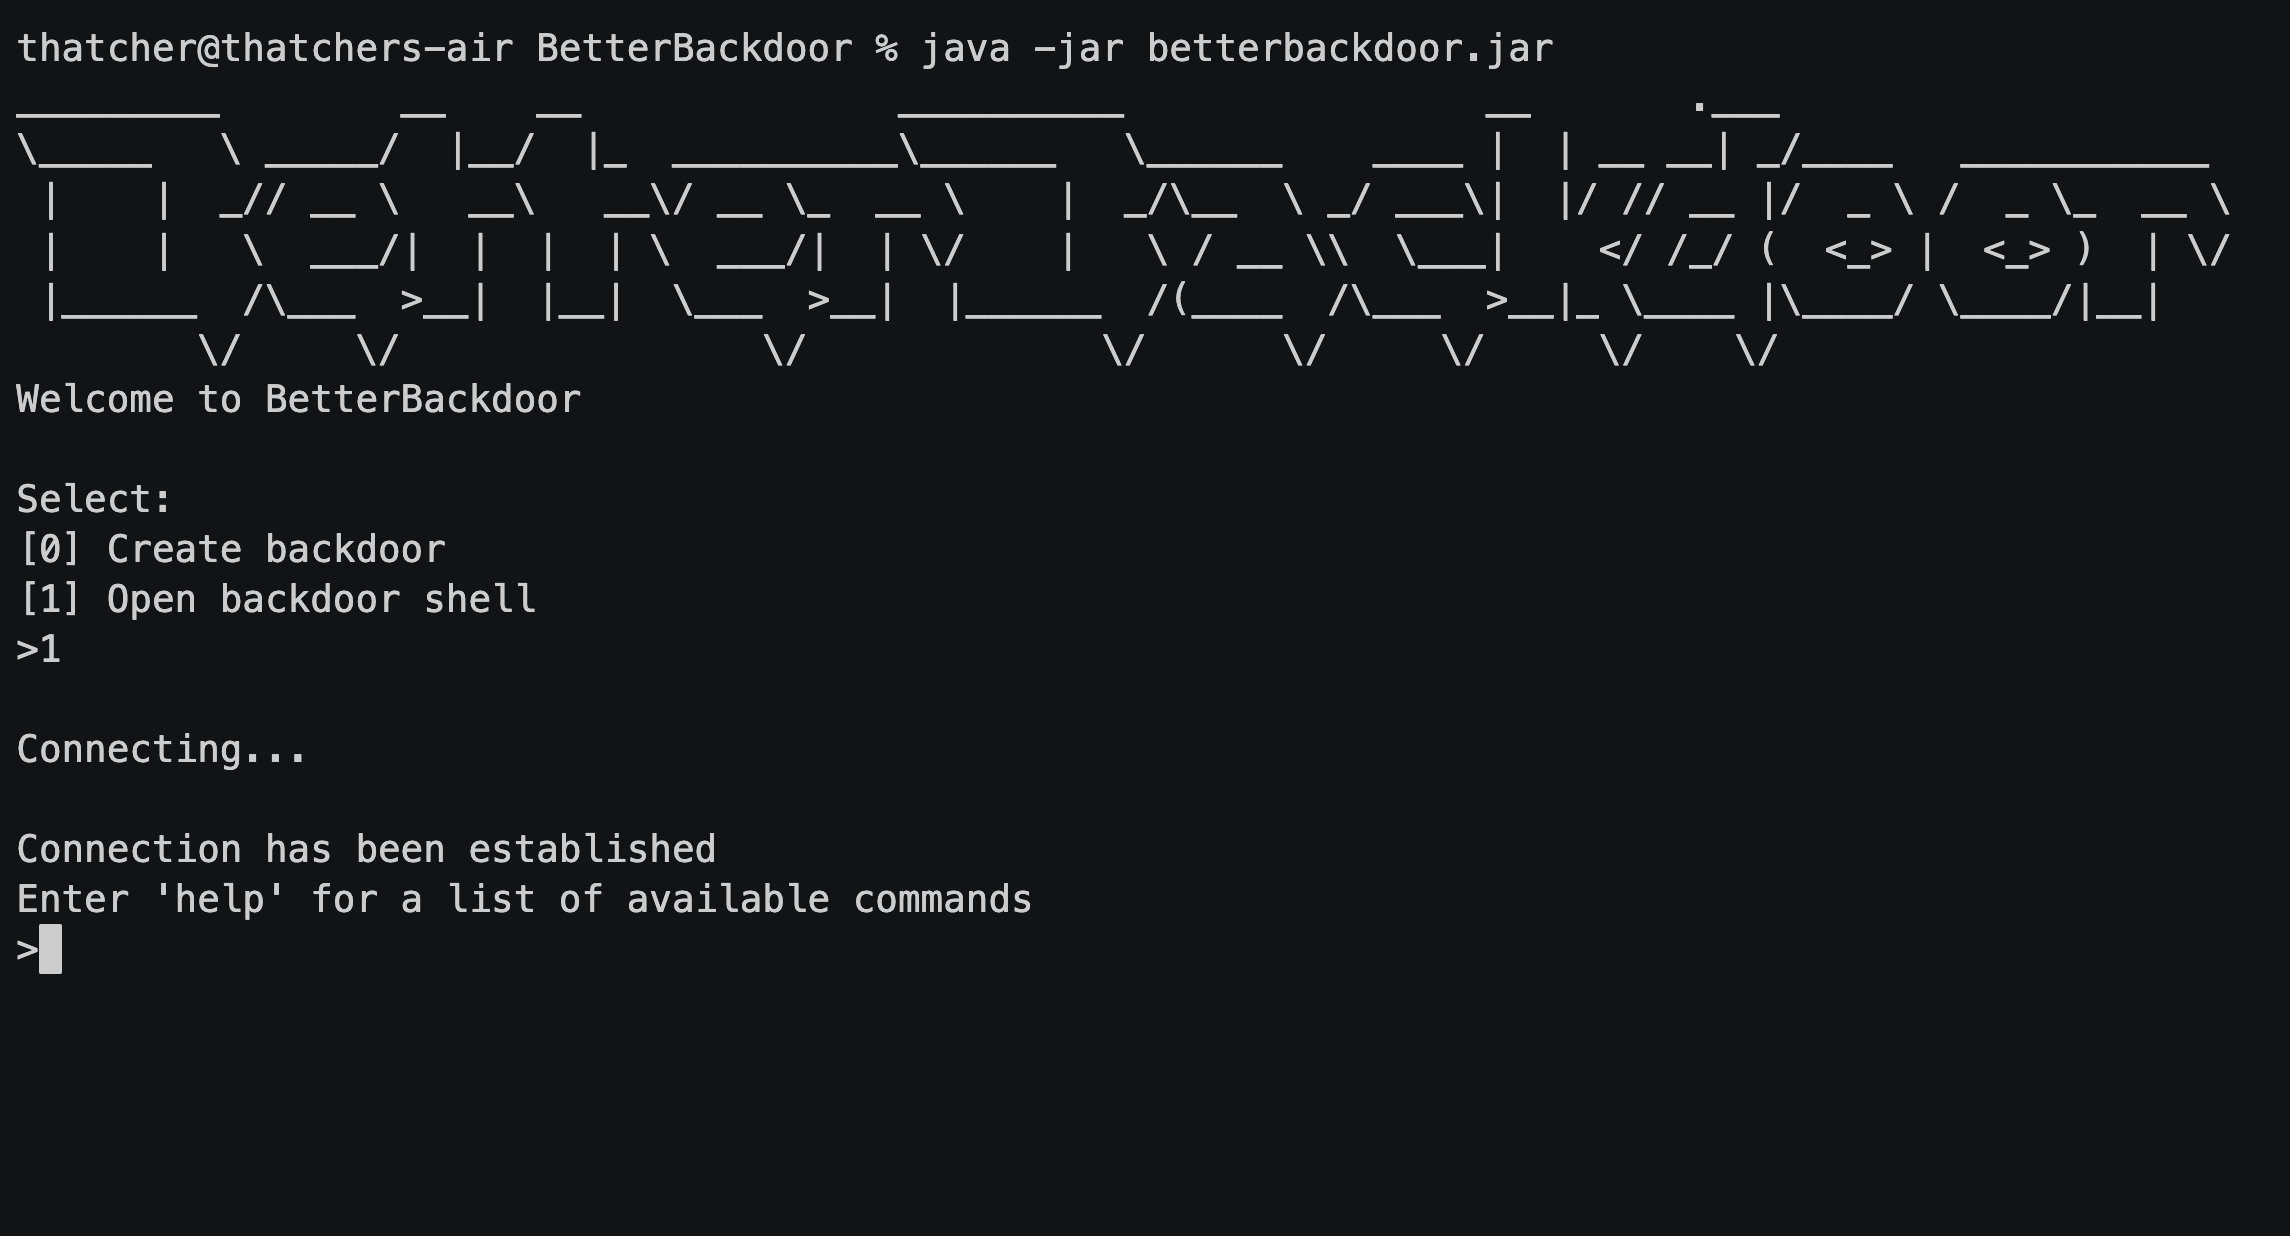 thatcher@thatchers-air BetterBackdoor % java -jar betterbackdoor.jar
BetterBackdoor
Welcome to BetterBackdoor
Select:
[0] Create backdoor
[1] Open backdoor shell
>1
Connecting...
Connection has been established
Enter 'help' for a list of available commands
>